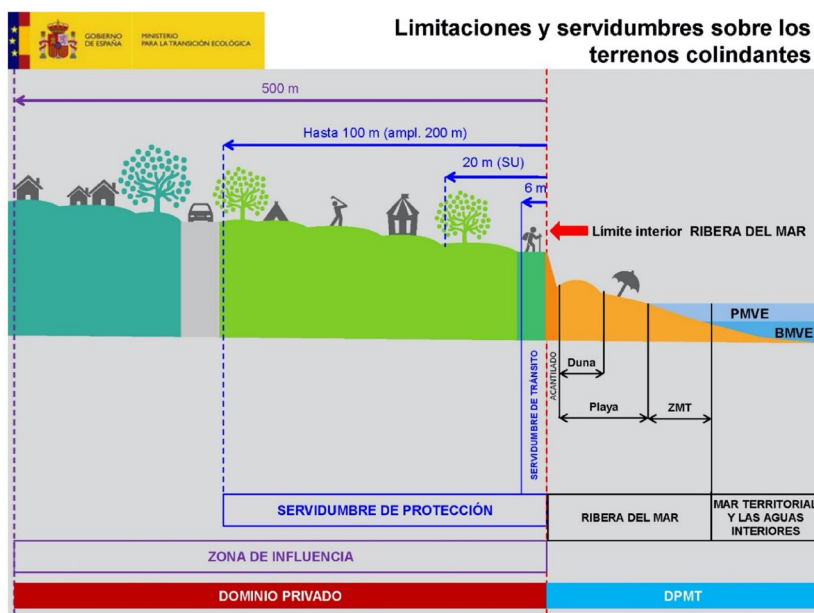 GOBIERNO
DE ESPAÑA
MINISTERIO
PARA LA TRANSICIÓN ECOLÓGICA
Limitaciones y servidumbres sobre los
terrenos colindantes
500 m
Hasta 100 m (ampl. 200 m)
20 m (SU)
6 m
Límite interior RIBERA DEL MAR
PMVE
BMVE
ACANTILADO
Duna
SERVIDUMBRE DE TRÁNSITO
Playa
ZMT
SERVIDUMBRE DE PROTECCIÓN
RIBERA DEL MAR
MAR TERRITORIAL
Y LAS AGUAS
INTERIORES
ZONA DE INFLUENCIA
DOMINIO PRIVADO
DPMT